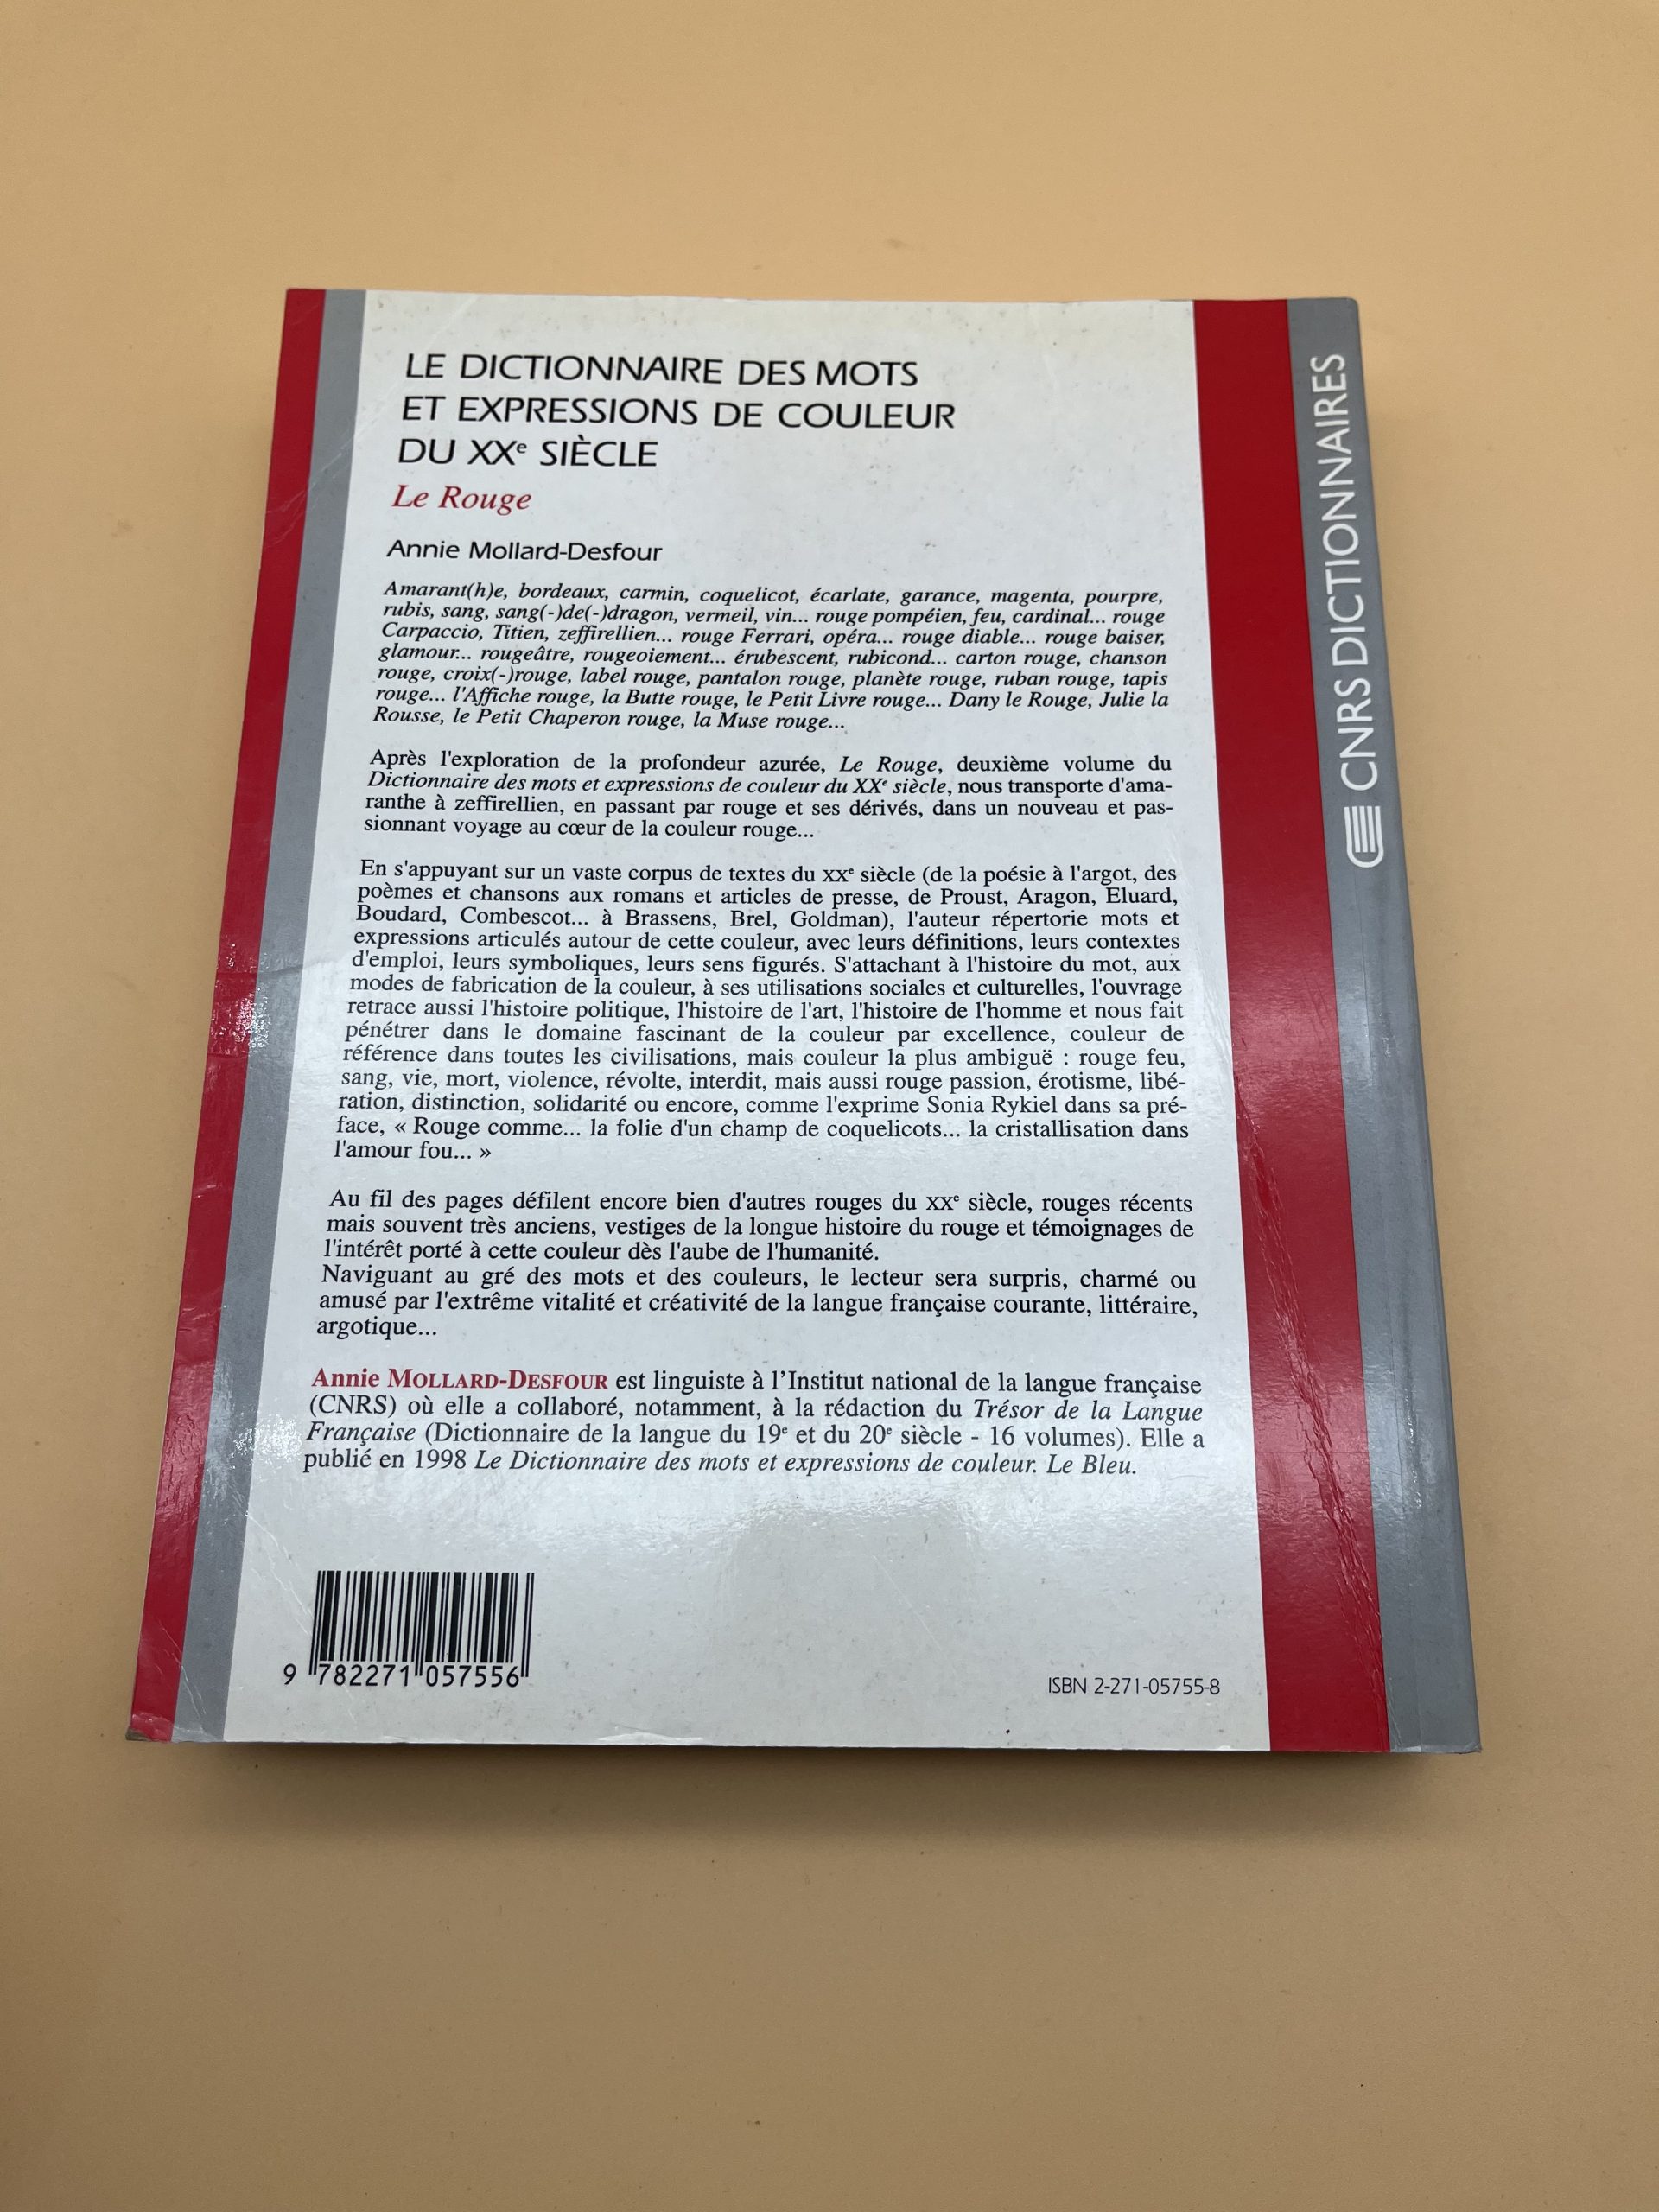 LE DICTIONNAIRE DES MOTS
ET EXPRESSIONS DE COULEUR
DU XXe SIÈCLE
Le Rouge
Annie Mollard-Desfour
Amarant(h)e, bordeaux, carmin, coquelicot, écarlate, garance, magenta, pourpre,
rubis, sang, sang(-)de(-)dragon, vermeil, vin... rouge pompéien, feu, cardinal... rouge
Carpaccio, Titien, zeffirellien... rouge Ferrari, opéra... rouge diable... rouge baiser,
glamour... rougeâtre, rougeoiement... érubescent, rubicond... carton rouge, chanson
rouge, croix(-)rouge, label rouge, pantalon rouge, planète rouge, ruban rouge, tapis
rouge... l'Affiche rouge, la Butte rouge, le Petit Livre rouge... Dany le Rouge, Julie la
Rousse, le Petit Chaperon rouge, la Muse rouge...
Après l'exploration de la profondeur azurée, Le Rouge, deuxième volume du
Dictionnaire des mots et expressions de couleur du XXe siècle, nous transporte d'ama-
ranthe à zeffirellien, en passant par rouge et ses dérivés, dans un nouveau et pas-
sionnant voyage au cœur de la couleur rouge...
En s'appuyant sur un vaste corpus de textes du XXe siècle (de la poésie à l'argot, des
poèmes et chansons aux romans et articles de presse, de Proust, Aragon, Eluard,
Boudard, Combescot... à Brassens, Brel, Goldman), l'auteur répertorie mots et
expressions articulés autour de cette couleur, avec leurs définitions, leurs contextes
d'emploi, leurs symboliques, leurs sens figurés. S'attachant à l'histoire du mot, aux
modes de fabrication de la couleur, à ses utilisations sociales et culturelles, l'ouvrage
retrace aussi l'histoire politique, l'histoire de l'art, l'histoire de l'homme et nous fait
pénétrer dans le domaine fascinant de la couleur par excellence, couleur de
référence dans toutes les civilisations, mais couleur la plus ambiguë : rouge feu,
sang, vie, mort, violence, révolte, interdit, mais aussi rouge passion, érotisme, libé-
ration, distinction, solidarité ou encore, comme l'exprime Sonia Rykiel dans sa pré-
face, « Rouge comme... la folie d'un champ de coquelicots... la cristallisation dans
l'amour fou... »
Au fil des pages défilent encore bien d'autres rouges du XXe siècle, rouges récents
mais souvent très anciens, vestiges de la longue histoire du rouge et témoignages de
l'intérêt porté à cette couleur dès l'aube de l'humanité.
Naviguant au gré des mots et des couleurs, le lecteur sera surpris, charmé ou
amusé par l'extrême vitalité et créativité de la langue française courante, littéraire,
argotique...
Annie MOLLARD-DESFOUR est linguiste à l'Institut national de la langue française
(CNRS) où elle a collaboré, notamment, à la rédaction du Trésor de la Langue
Française (Dictionnaire de la langue du 19e et du 20e siècle - 16 volumes). Elle a
publié en 1998 Le Dictionnaire des mots et expressions de couleur. Le Bleu.
9 782271 057556
ISBN 2-271-05755-8
CNRS DICTIONNAIRES